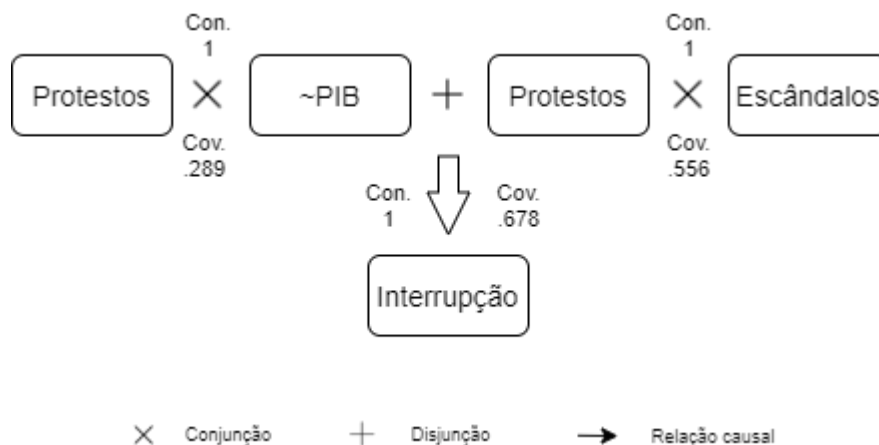 Con.
1
Con.
1
Protestos
~PIB
Protestos
Escândalos
Cov.
.289
Cov.
.556
Con.
1
Cov.
.678
Interrupção
Conjunção
Disjunção
Relação causal